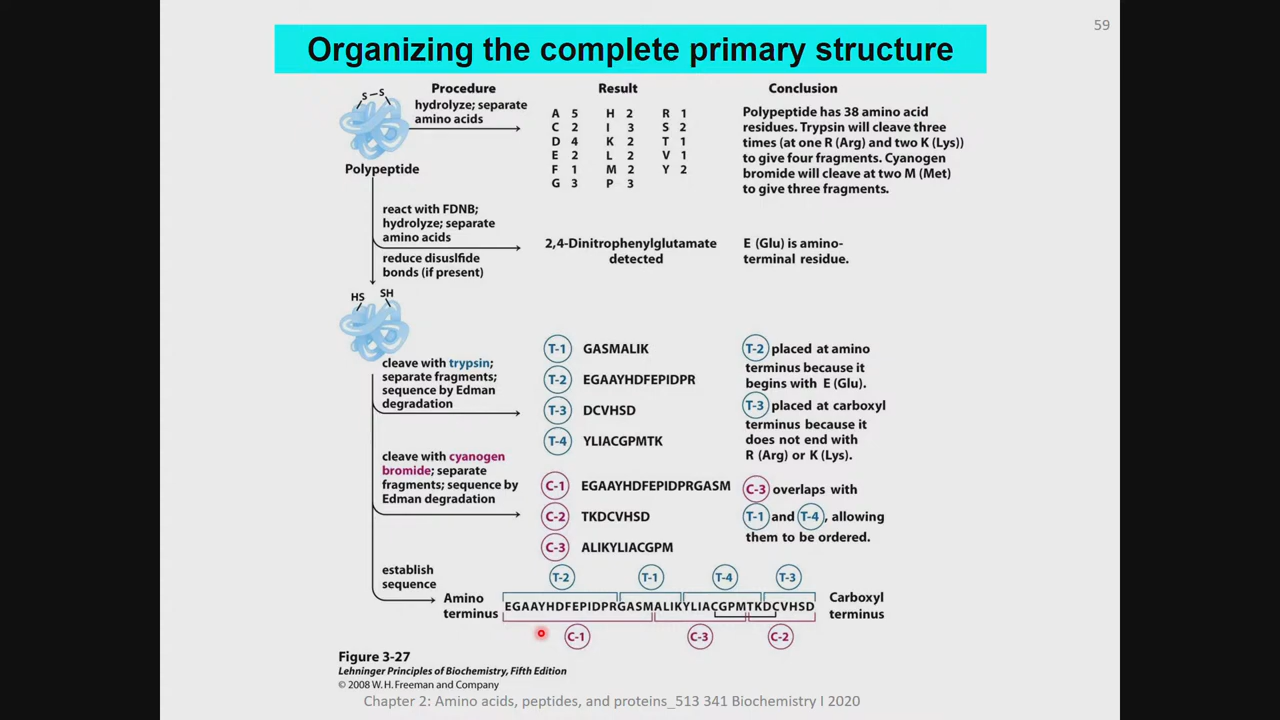 59
Organizing the complete primary structure
Procedure
Result
Conclusion
S–S
hydrolyze; separate
amino acids
A 5 H 2 R 1
C 2 I 3 S 2
D 4 K 2 T 1
E 2 L 2 V 1
F 1 M 2 Y 2
G 3 P 3
Polypeptide has 38 amino acid
residues. Trypsin will cleave three
times (at one R (Arg) and two K (Lys))
to give four fragments. Cyanogen
bromide will cleave at two M (Met)
to give three fragments.
Polypeptide
react with FDNB;
hydrolyze; separate
amino acids
2,4-Dinitrophenylglutamate
detected
E (Glu) is amino-
terminal residue.
reduce disuslfide
bonds (if present)
HS SH
cleave with trypsin;
separate fragments;
sequence by Edman
degradation
T-1 GASMALIK
T-2 EGAAYHDFEPIDPR
T-3 DCVHSD
T-4 YLIACGPMTK
T-2 placed at amino
terminus because it
begins with E (Glu).
T-3 placed at carboxyl
terminus because it
does not end with
R (Arg) or K (Lys).
cleave with cyanogen
bromide; separate
fragments; sequence by
Edman degradation
C-1 EGAAYHDFEPIDPRGASM
C-2 TKDCVHSD
C-3 ALIKYLIACGPM
C-3 overlaps with
T-1 and T-4, allowing
them to be ordered.
establish
sequence
Amino
terminus
T-2 T-1 T-4 T-3
EGAAYHDFEPIDPRGASMALIKYLIACGPMTKDCVHSD
C-1 C-3 C-2
Carboxyl
terminus
Figure 3-27
Lehninger Principles of Biochemistry, Fifth Edition
© 2008 W. H. Freeman and Company
Chapter 2: Amino acids, peptides, and proteins_513 341 Biochemistry I 2020